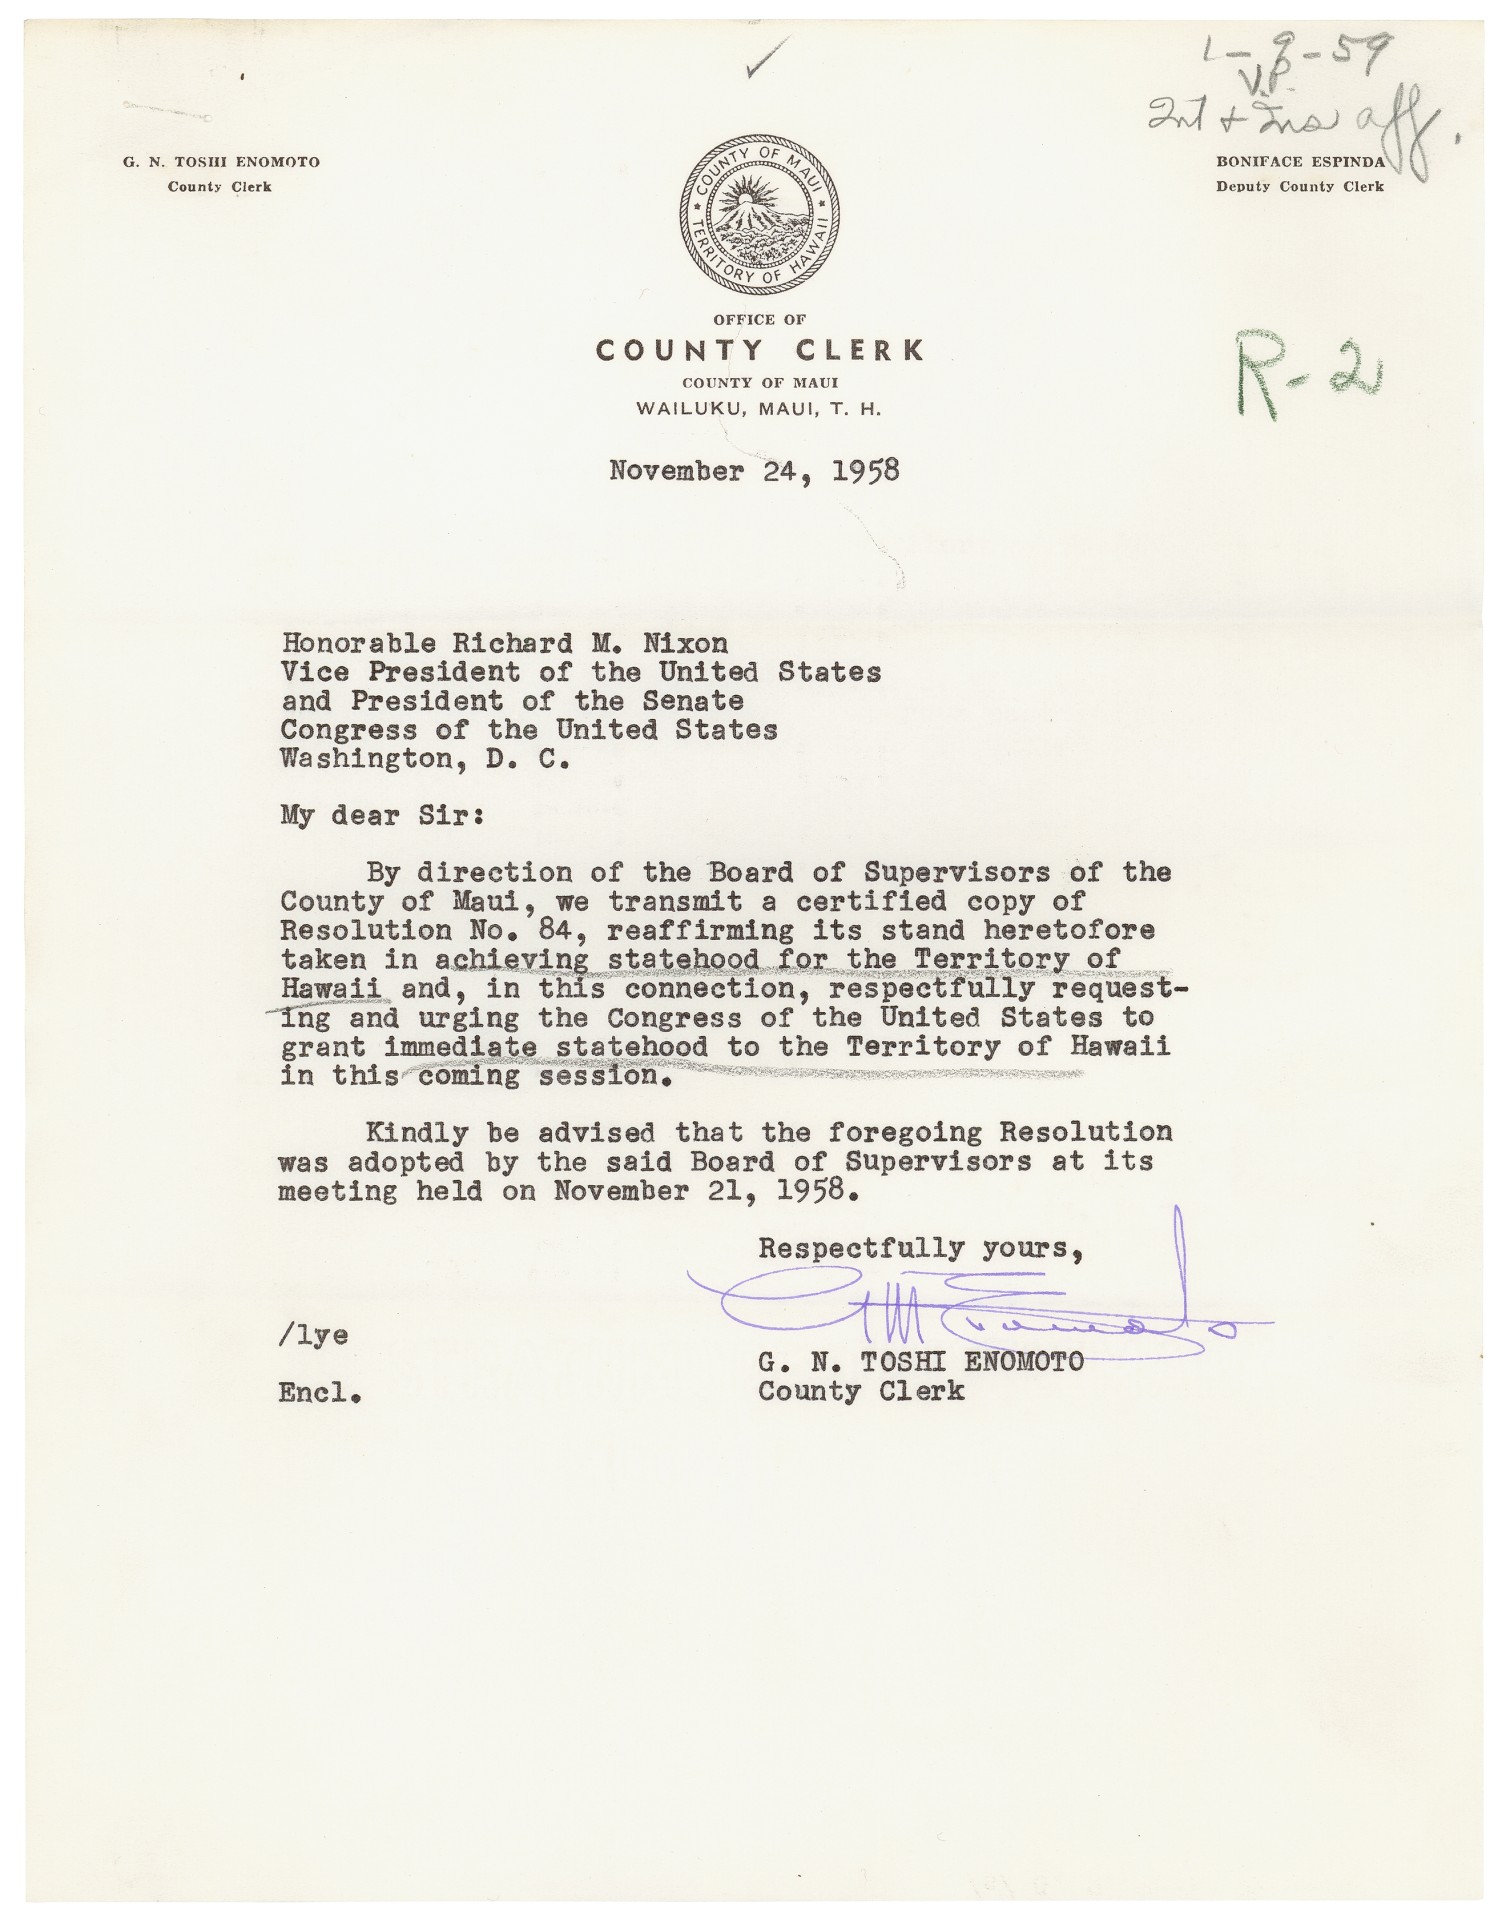 1-9-59
V.P.
Int + Ins aff.
G. N. TOSHI ENOMOTO
County Clerk
BONIFACE ESPINDA
Deputy County Clerk
COUNTY OF MAUI
TERRITORY OF HAWAII
OFFICE OF
COUNTY CLERK
COUNTY OF MAUI
WAILUKU, MAUI, T. H.
R-2
November 24, 1958
Honorable Richard M. Nixon
Vice President of the United States
and President of the Senate
Congress of the United States
Washington, D. C.
My dear Sir:
By direction of the Board of Supervisors of the
County of Maui, we transmit a certified copy of
Resolution No. 84, reaffirming its stand heretofore
taken in achieving statehood for the Territory of
Hawaii and, in this connection, respectfully request-
ing and urging the Congress of the United States to
grant immediate statehood to the Territory of Hawaii
in this coming session.
Kindly be advised that the foregoing Resolution
was adopted by the said Board of Supervisors at its
meeting held on November 21, 1958.
Respectfully yours,
GNT Enomoto
/lye
G. N. TOSHI ENOMOTO
Encl.
County Clerk